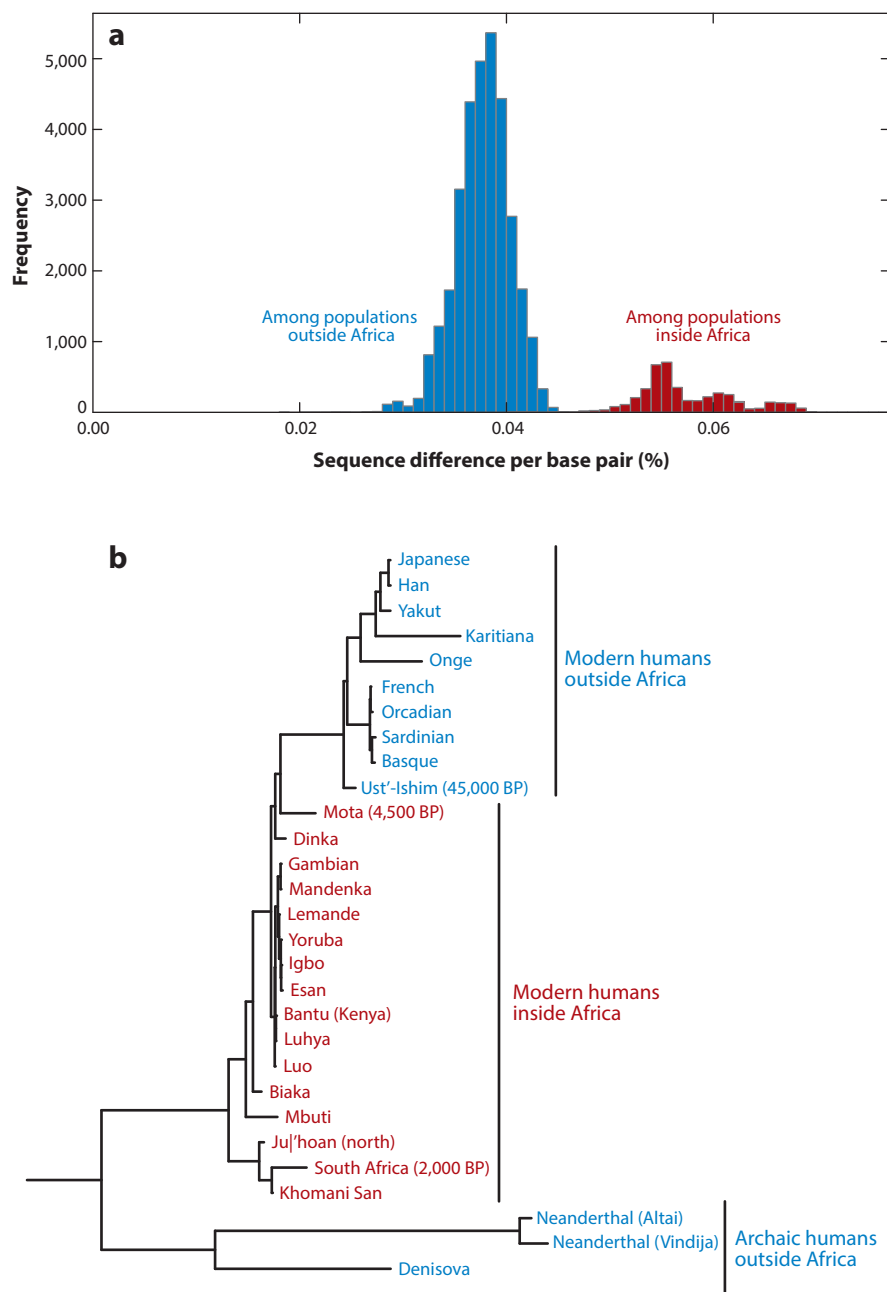 a
5,000
4,000
3,000
2,000
1,000
0
Frequency
Among populations
outside Africa
Among populations
inside Africa
0.00
0.02
0.04
0.06
Sequence difference per base pair (%)
b
Japanese
Han
Yakut
Karitiana
Onge
French
Orcadian
Sardinian
Basque
Ust'-Ishim (45,000 BP)
Modern humans
outside Africa
Mota (4,500 BP)
Dinka
Gambian
Mandenka
Lemande
Yoruba
Igbo
Esan
Bantu (Kenya)
Luhya
Luo
Biaka
Mbuti
Ju|'hoan (north)
South Africa (2,000 BP)
Khomani San
Modern humans
inside Africa
Neanderthal (Altai)
Neanderthal (Vindija)
Denisova
Archaic humans
outside Africa